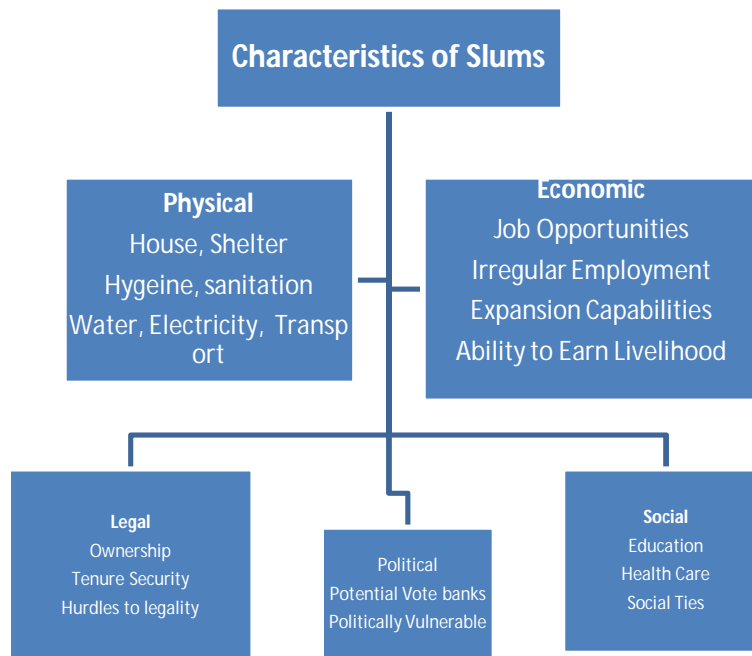 Characteristics of Slums
Physical
House, Shelter
Hygeine, sanitation
Water, Electricity, Transp
ort
Economic
Job Opportunities
Irregular Employment
Expansion Capabilities
Ability to Earn Livelihood
Legal
Ownership
Tenure Security
Hurdles to legality
Political
Potential Vote banks
Politically Vulnerable
Social
Education
Health Care
Social Ties